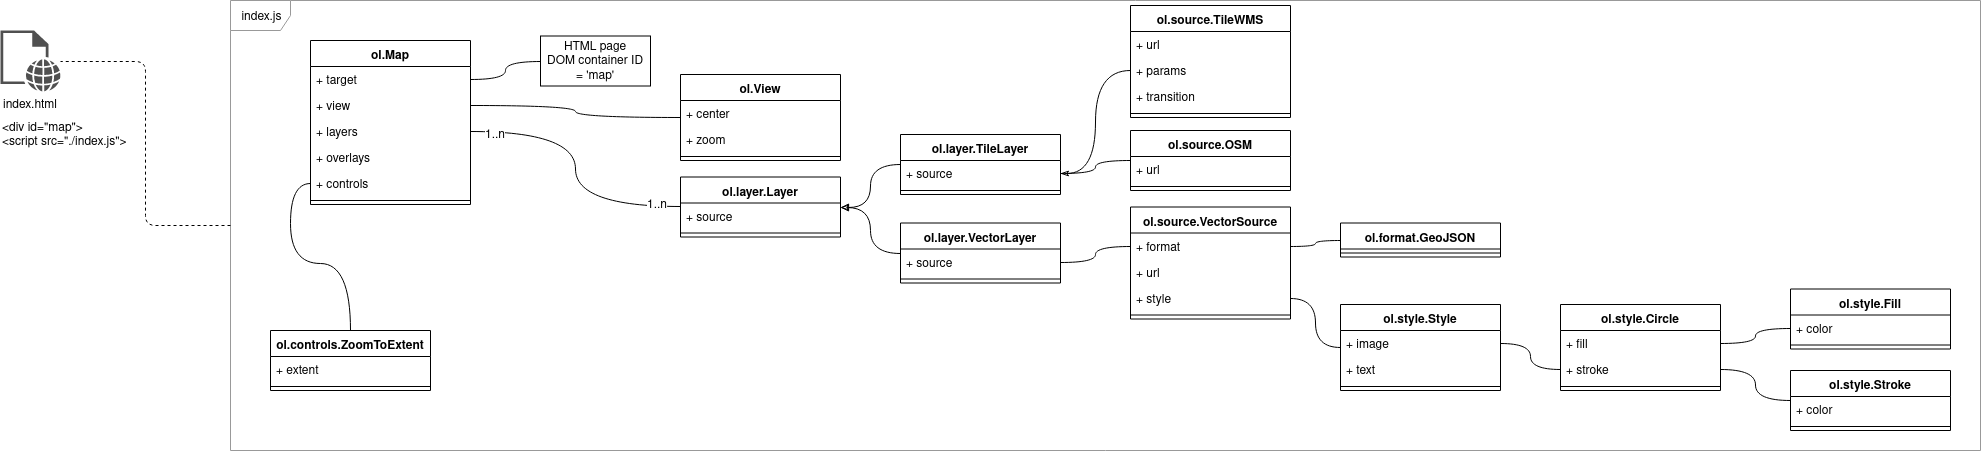 index.js
index.html
<div id="map">
<script src="./index.js">
ol.Map
+ target
+ view
+ layers
+ overlays
+ controls
HTML page
DOM container ID
= 'map'
1..n
1..n
ol.View
+ center
+ zoom
ol.layer.Layer
+ source
ol.controls.ZoomToExtent
+ extent
ol.layer.TileLayer
+ source
ol.layer.VectorLayer
+ source
ol.source.TileWMS
+ url
+ params
+ transition
ol.source.OSM
+ url
ol.source.VectorSource
+ format
+ url
+ style
ol.format.GeoJSON
ol.style.Style
+ image
+ text
ol.style.Circle
+ fill
+ stroke
ol.style.Fill
+ color
ol.style.Stroke
+ color